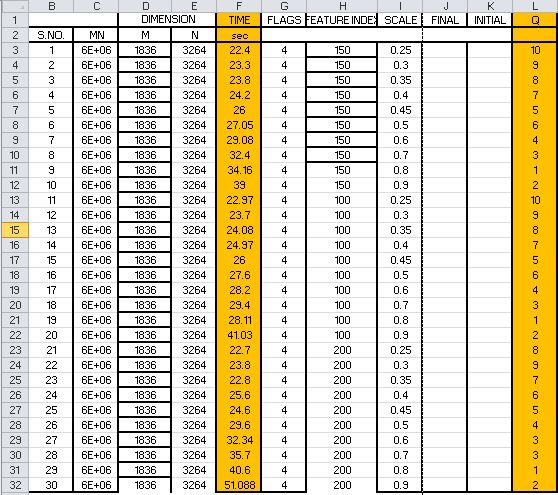 B C D E F G H I J K L
1 DIMENSION TIME FLAGS FEATURE INDEX SCALE FINAL INITIAL Q
2 S.NO. MN M N sec
3 1 6E+06 1836 3264 22.4 4 150 0.25 10
4 2 6E+06 1836 3264 23.3 4 150 0.3 9
5 3 6E+06 1836 3264 23.8 4 150 0.35 8
6 4 6E+06 1836 3264 24.2 4 150 0.4 7
7 5 6E+06 1836 3264 26 4 150 0.45 5
8 6 6E+06 1836 3264 27.05 4 150 0.5 6
9 7 6E+06 1836 3264 29.08 4 150 0.6 4
10 8 6E+06 1836 3264 32.4 4 150 0.7 3
11 9 6E+06 1836 3264 34.16 4 150 0.8 1
12 10 6E+06 1836 3264 39 4 150 0.9 2
13 11 6E+06 1836 3264 22.97 4 100 0.25 10
14 12 6E+06 1836 3264 23.7 4 100 0.3 9
15 13 6E+06 1836 3264 24.08 4 100 0.35 8
16 14 6E+06 1836 3264 24.97 4 100 0.4 7
17 15 6E+06 1836 3264 26 4 100 0.45 5
18 16 6E+06 1836 3264 27.6 4 100 0.5 6
19 17 6E+06 1836 3264 28.2 4 100 0.6 4
20 18 6E+06 1836 3264 29.4 4 100 0.7 3
21 19 6E+06 1836 3264 28.11 4 100 0.8 1
22 20 6E+06 1836 3264 41.03 4 100 0.9 2
23 21 6E+06 1836 3264 22.7 4 200 0.25 8
24 22 6E+06 1836 3264 23.8 4 200 0.3 9
25 23 6E+06 1836 3264 22.8 4 200 0.35 7
26 24 6E+06 1836 3264 25.6 4 200 0.4 6
27 25 6E+06 1836 3264 24.6 4 200 0.45 5
28 26 6E+06 1836 3264 29.6 4 200 0.5 4
29 27 6E+06 1836 3264 32.34 4 200 0.6 3
30 28 6E+06 1836 3264 35.7 4 200 0.7 3
31 29 6E+06 1836 3264 40.6 4 200 0.8 1
32 30 6E+06 1836 3264 51.088 4 200 0.9 2